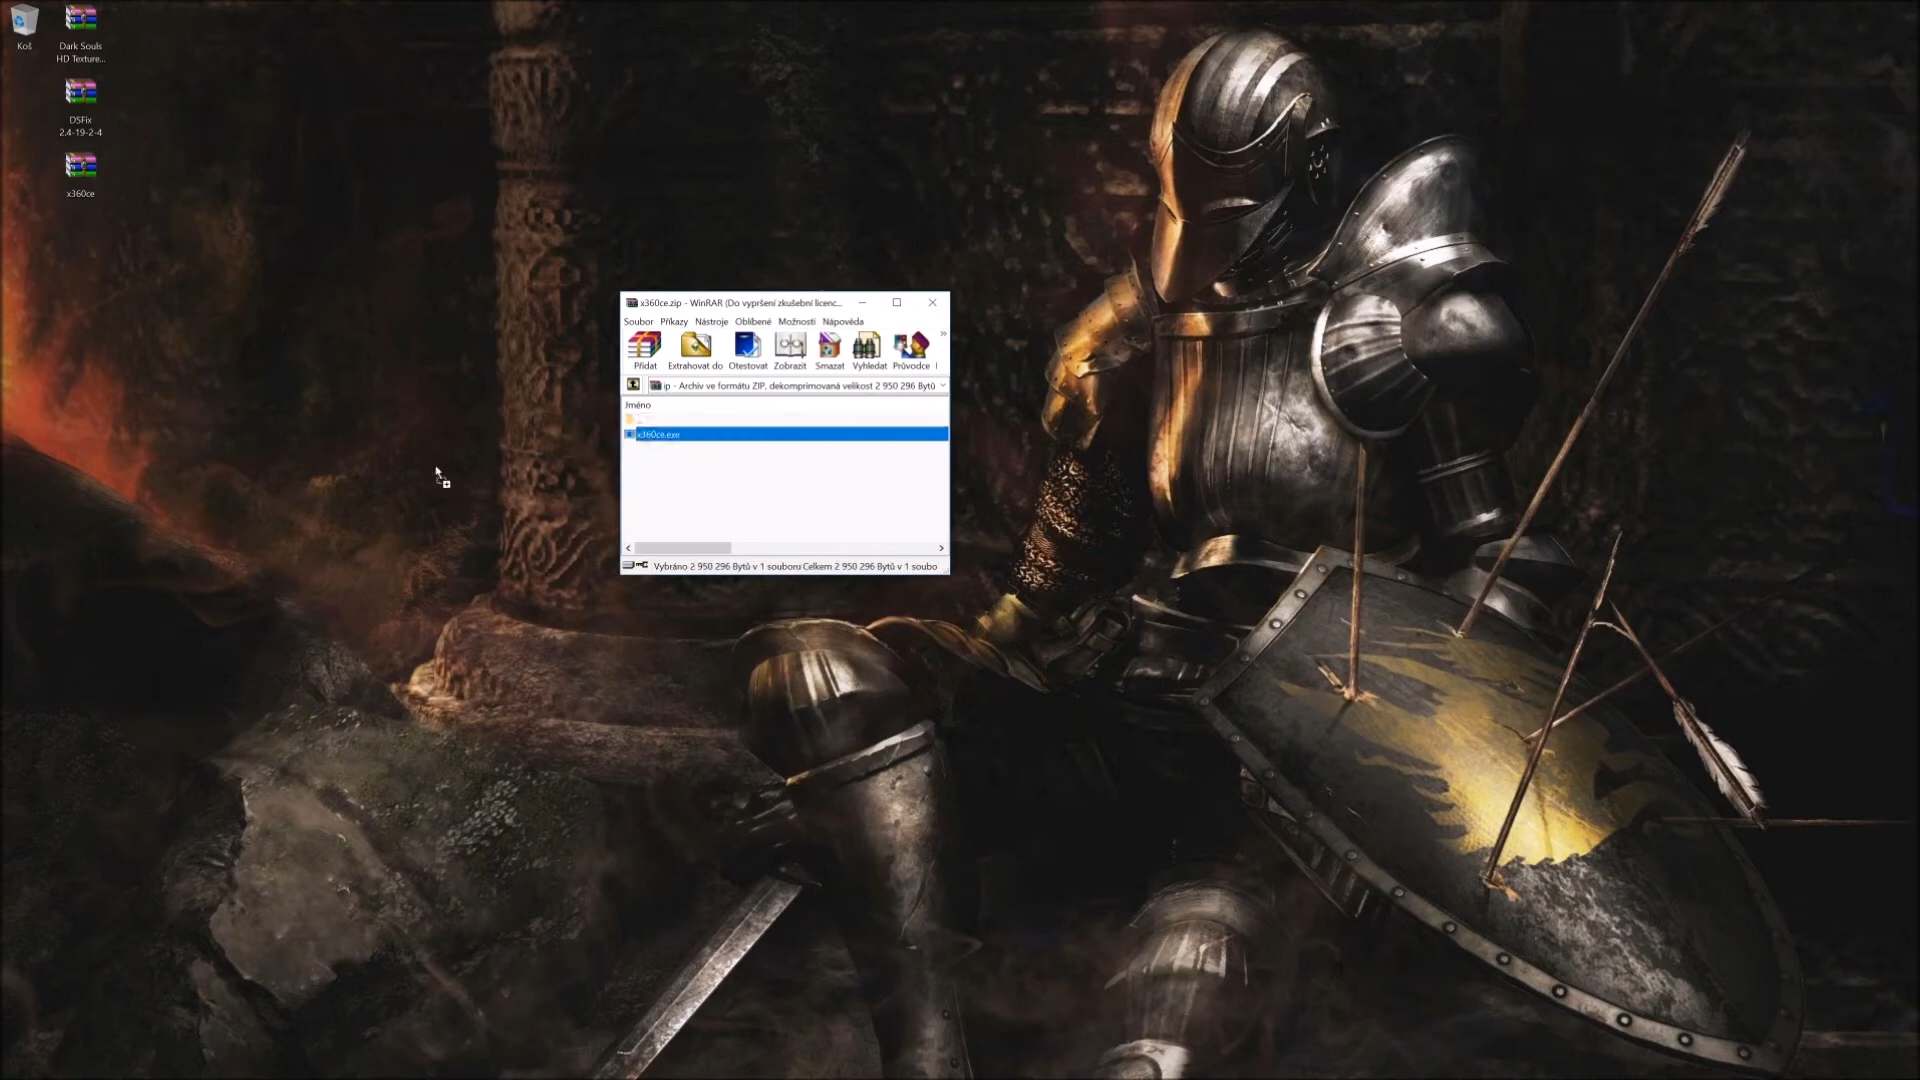 Koš
Dark Souls
HD Texture...
DSFix
2.4-19-2-4
x360ce
x360ce.zip - WinRAR (Do vypršení zkušební licenc...
Soubor Příkazy Nástroje Oblíbené Možnosti Nápověda
Přidat Extrahovat do Otestovat Zobrazit Smazat Vyhledat Průvodce
ip - Archiv ve formátu ZIP, dekomprimovaná velikost 2 950 296 Bytů
Jméno
..
x360ce.exe
Vybráno 2 950 296 Bytů v 1 souboru Celkem 2 950 296 Bytů v 1 soubo